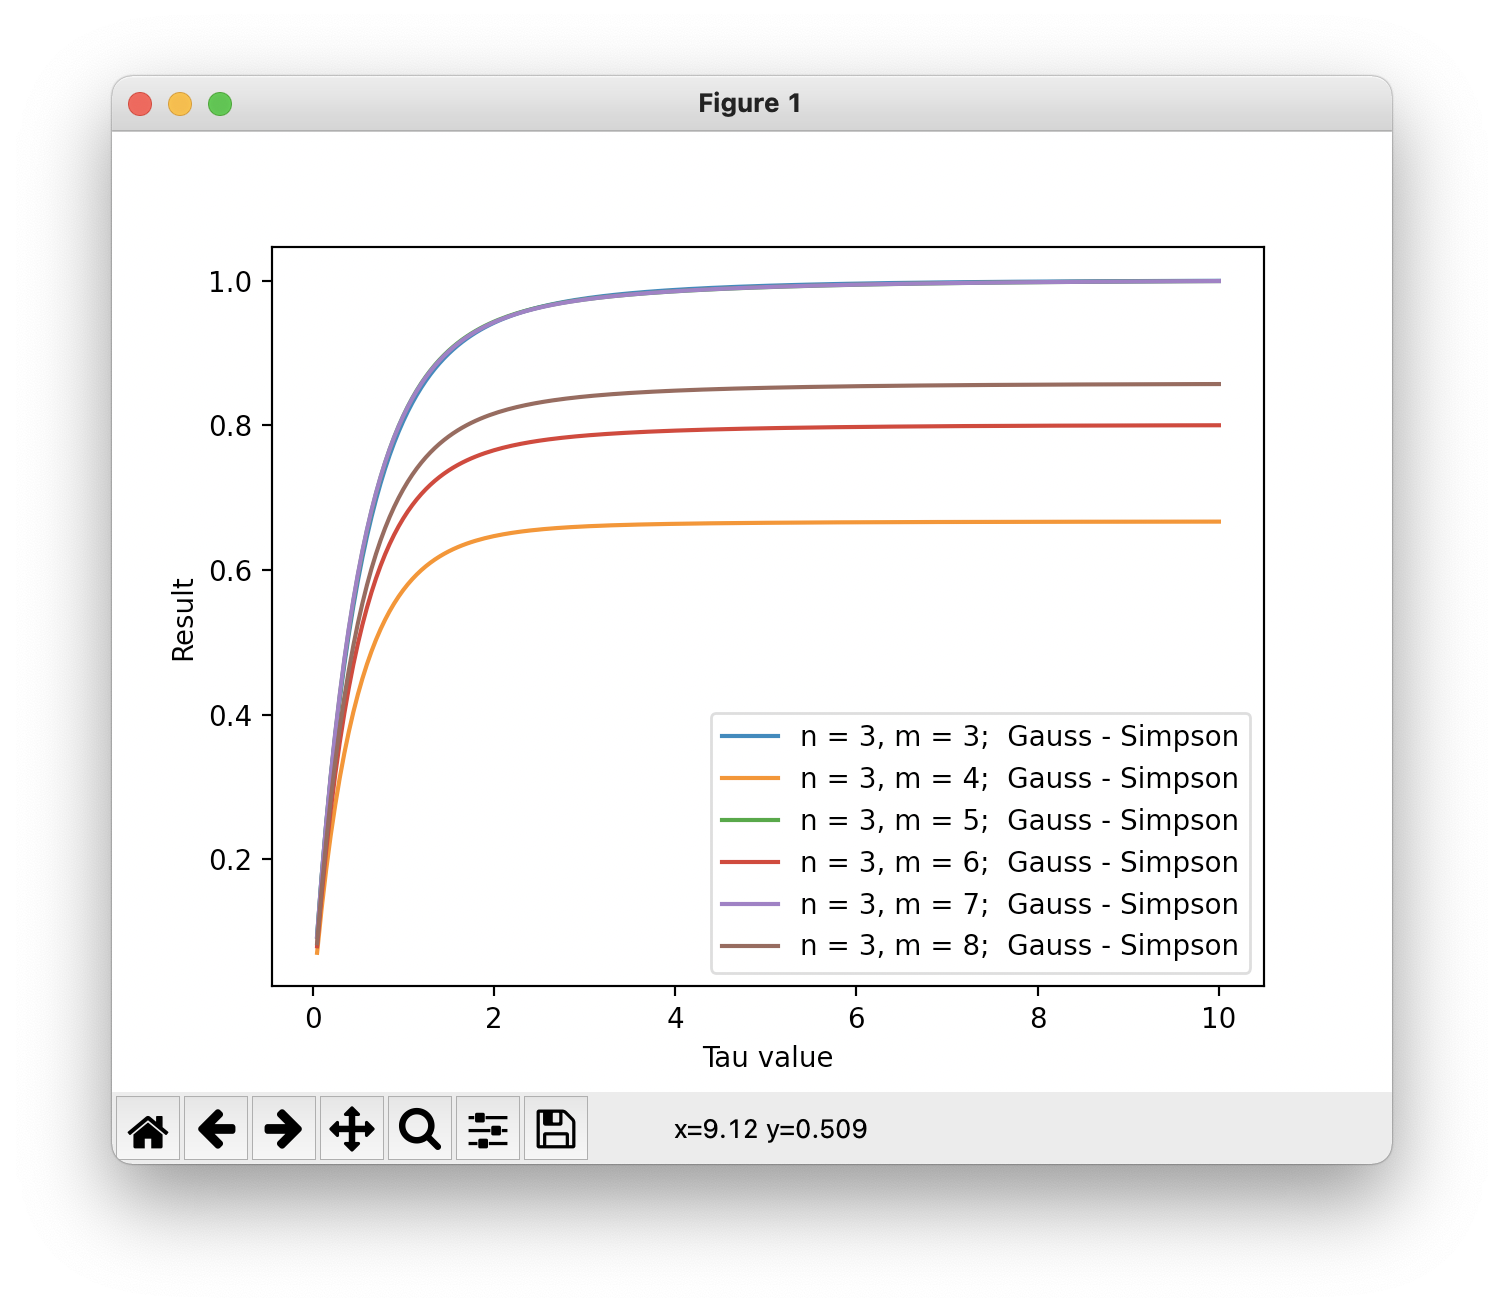 Figure 1
1.0
0.8
0.6
0.4
0.2
Result
n = 3, m = 3;  Gauss - Simpson
n = 3, m = 4;  Gauss - Simpson
n = 3, m = 5;  Gauss - Simpson
n = 3, m = 6;  Gauss - Simpson
n = 3, m = 7;  Gauss - Simpson
n = 3, m = 8;  Gauss - Simpson
0 2 4 6 8 10
Tau value
x=9.12 y=0.509